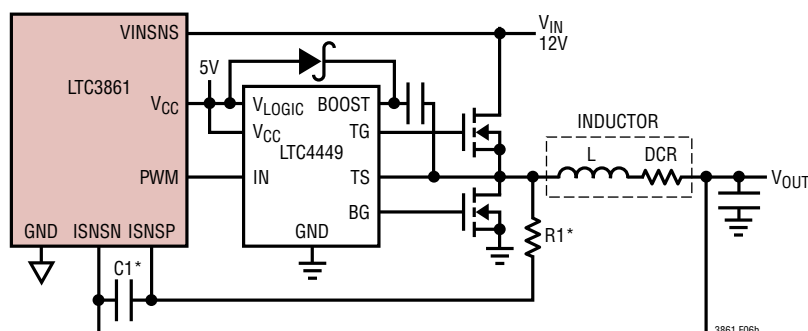 VINSNS
LTC3861
VCC
PWM
GND ISNSN ISNSP
C1*
5V
VLOGIC BOOST
VCC TG
LTC4449
IN TS
BG
GND
VIN
12V
INDUCTOR
L DCR
VOUT
R1*
3861 F06b